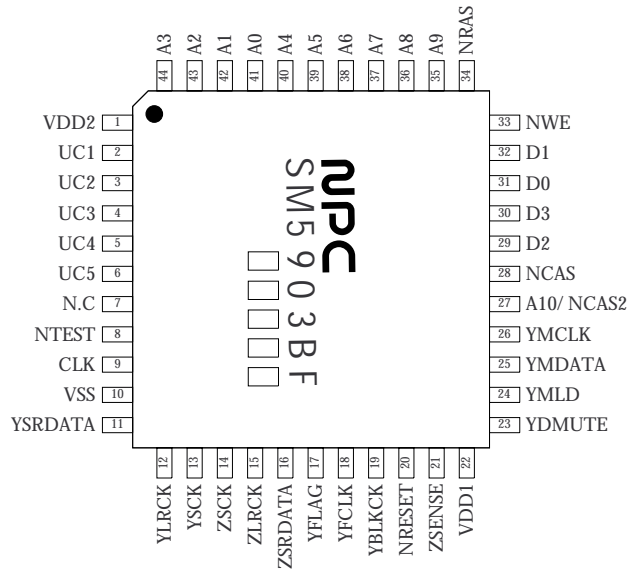 A3 A2 A1 A0 A4 A5 A6 A7 A8 A9 NRAS
44 43 42 41 40 39 38 37 36 35 34
VDD2 1
UC1 2
UC2 3
UC3 4
UC4 5
UC5 6
N.C 7
NTEST 8
CLK 9
VSS 10
YSRDATA 11
NPC
SM5903BF
33 NWE
32 D1
31 D0
30 D3
29 D2
28 NCAS
27 A10/ NCAS2
26 YMCLK
25 YMDATA
24 YMLD
23 YDMUTE
12 13 14 15 16 17 18 19 20 21 22
YLRCK YSCK ZSCK ZLRCK ZSRDATA YFLAG YFCLK YBLKCK NRESET ZSENSE VDD1